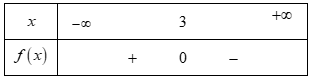 x −∞ 3 +∞
f(x) + 0 −